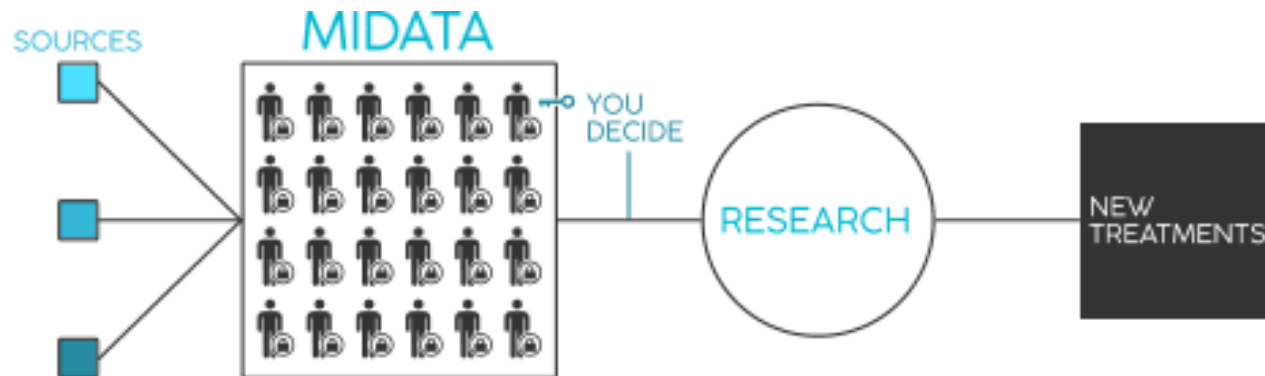 SOURCES
MIDATA
YOU
DECIDE
RESEARCH
NEW
TREATMENTS